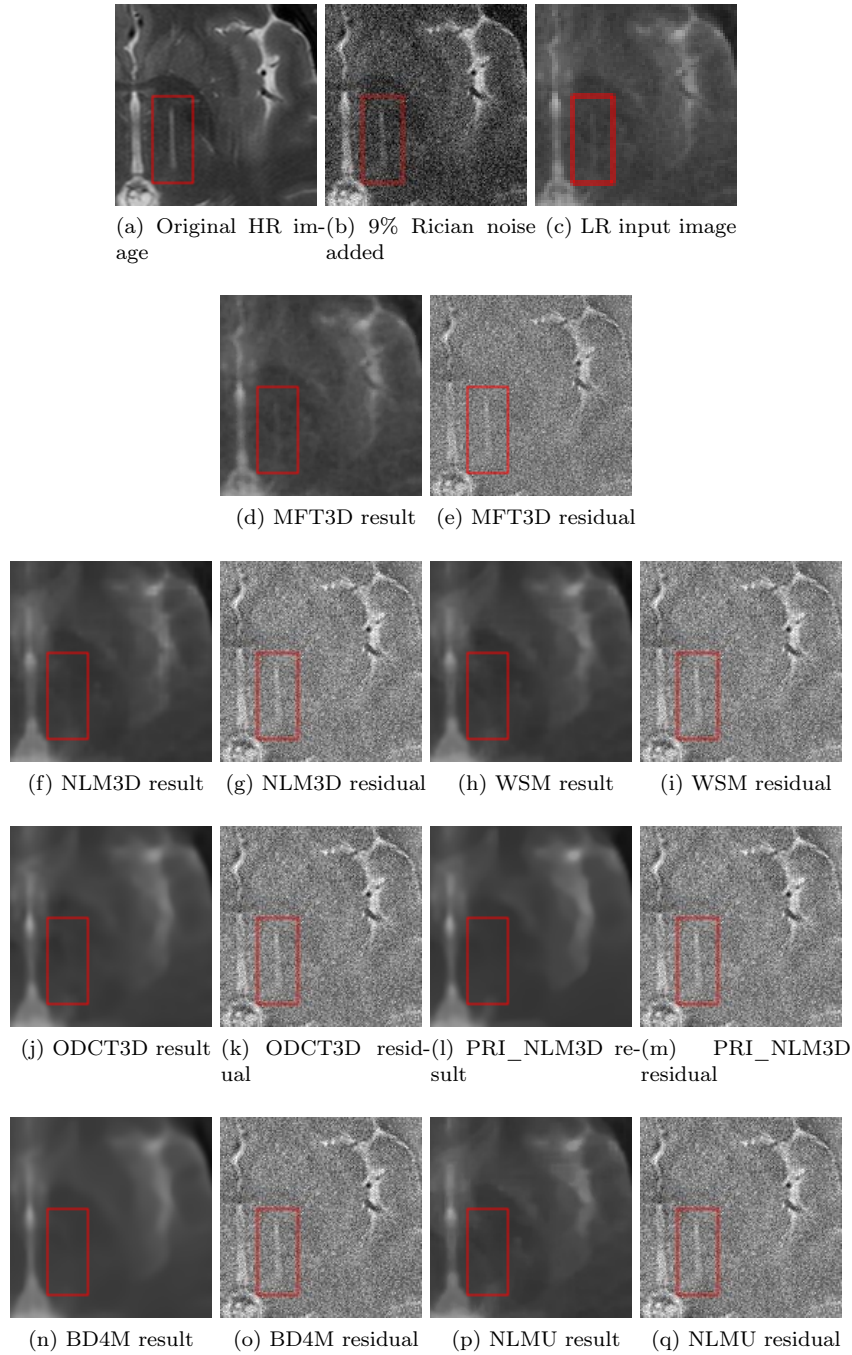 (a) Original HR im-(b) 9% Rician noise (c) LR input image
age added
(d) MFT3D result (e) MFT3D residual
(f) NLM3D result (g) NLM3D residual (h) WSM result (i) WSM residual
(j) ODCT3D result (k) ODCT3D resid-(l) PRI_NLM3D re-(m) PRI_NLM3D
ual sult residual
(n) BD4M result (o) BD4M residual (p) NLMU result (q) NLMU residual